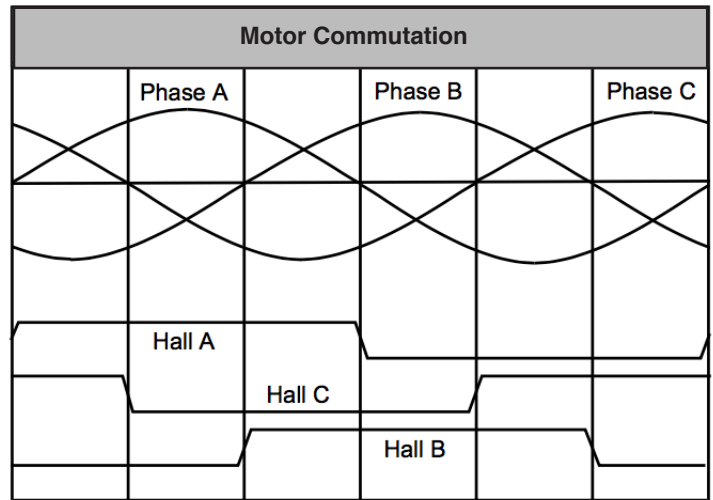 Motor Commutation
Phase A
Phase B
Phase C
Hall A
Hall C
Hall B